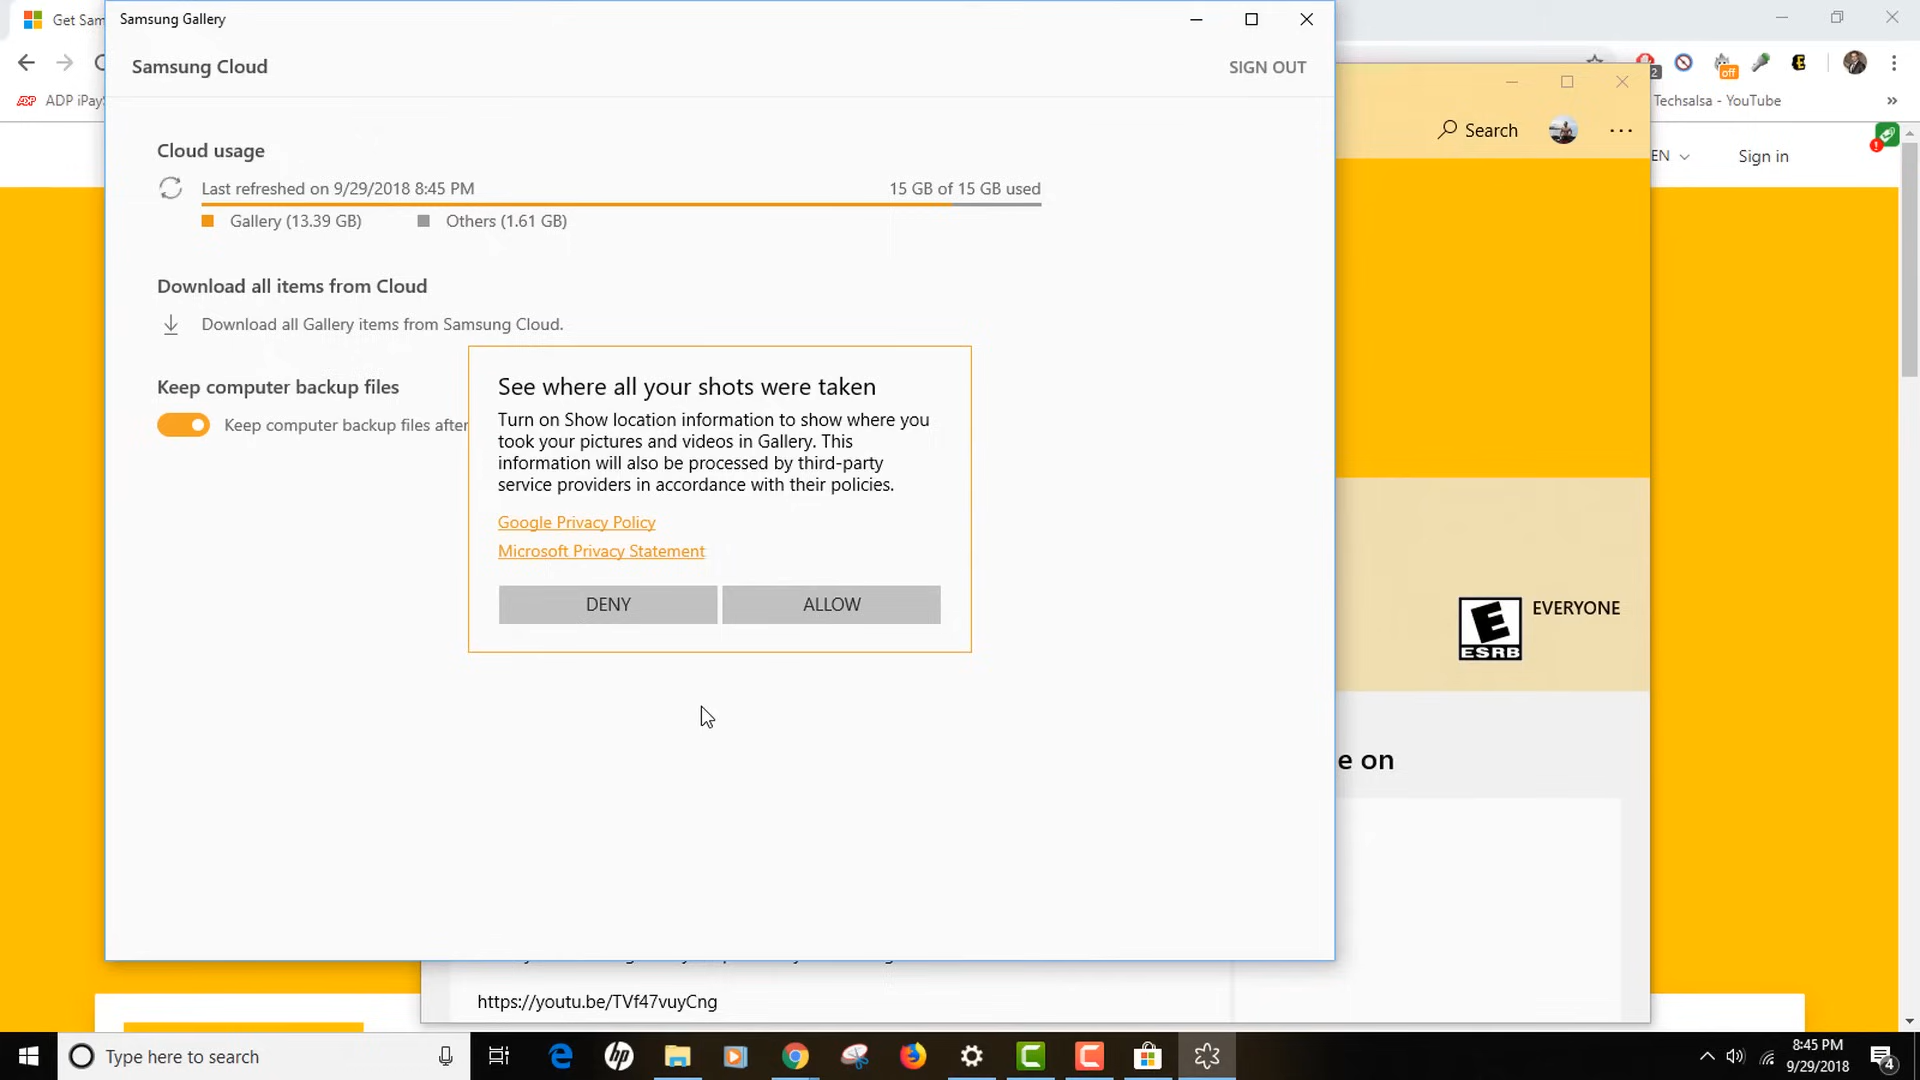 Get Sam
Samsung Gallery
Samsung Cloud
SIGN OUT
2
off
ADP iPay
Techsalsa - YouTube
»
Search
EN
Sign in
Cloud usage
Last refreshed on 9/29/2018 8:45 PM
15 GB of 15 GB used
Gallery (13.39 GB)
Others (1.61 GB)
Download all items from Cloud
Download all Gallery items from Samsung Cloud.
Keep computer backup files
Keep computer backup files after
See where all your shots were taken
Turn on Show location information to show where you
took your pictures and videos in Gallery. This
information will also be processed by third-party
service providers in accordance with their policies.
Google Privacy Policy
Microsoft Privacy Statement
DENY
ALLOW
E
ESRB
EVERYONE
e on
https://youtu.be/TVf47vuyCng
Type here to search
hp
8:45 PM
9/29/2018
4